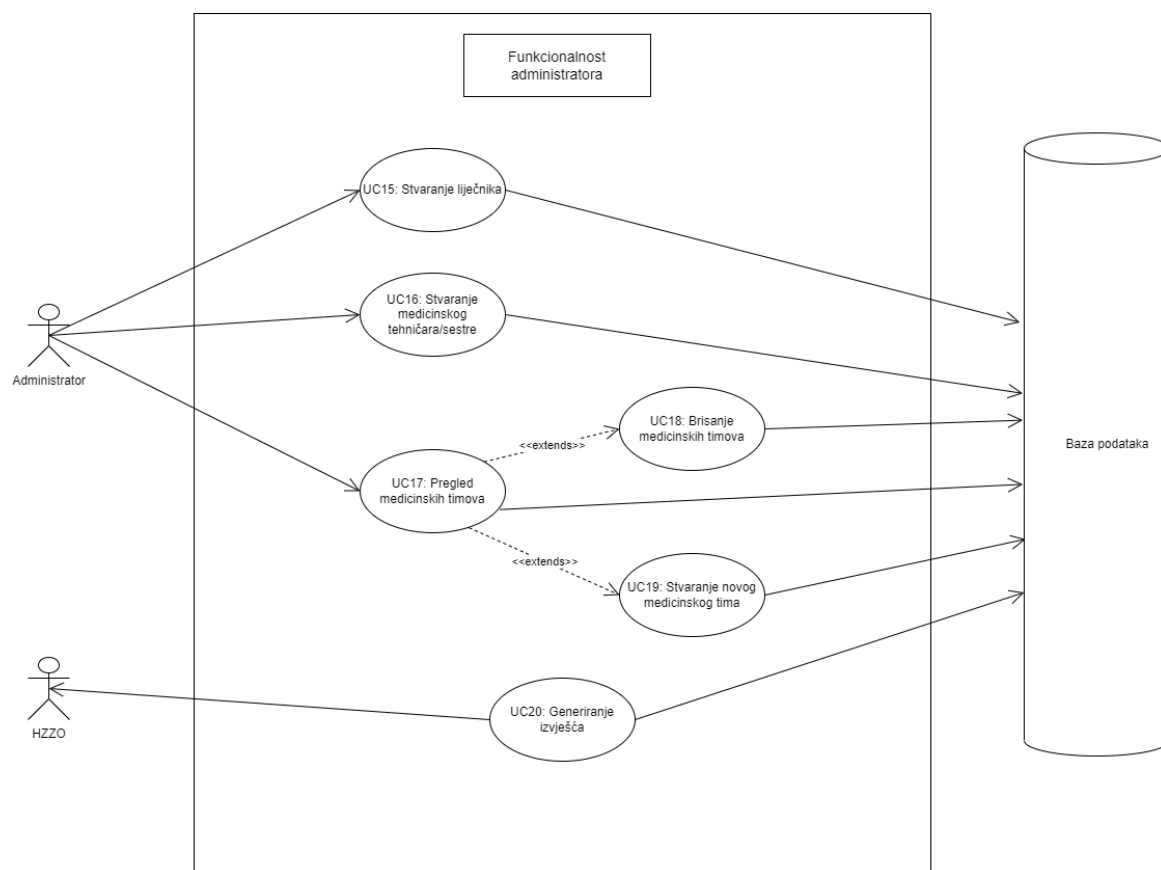 Funkcionalnost
administratora
UC15: Stvaranje liječnika
UC16: Stvaranje
medicinskog
tehničara/sestre
Administrator
UC18: Brisanje
medicinskih timova
<<extends>>
Baza podataka
UC17: Pregled
medicinskih timova
<<extends>>
UC19: Stvaranje novog
medicinskog tima
UC20: Generiranje
izvješća
HZZO